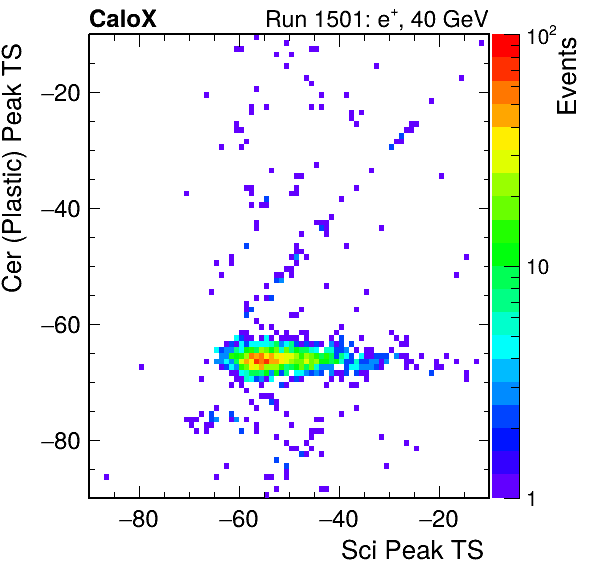 CaloX Run 1501: e⁺, 40 GeV
Cer (Plastic) Peak TS
−20
−40
−60
−80
−80 −60 −40 −20
Sci Peak TS
10²
10
1
Events